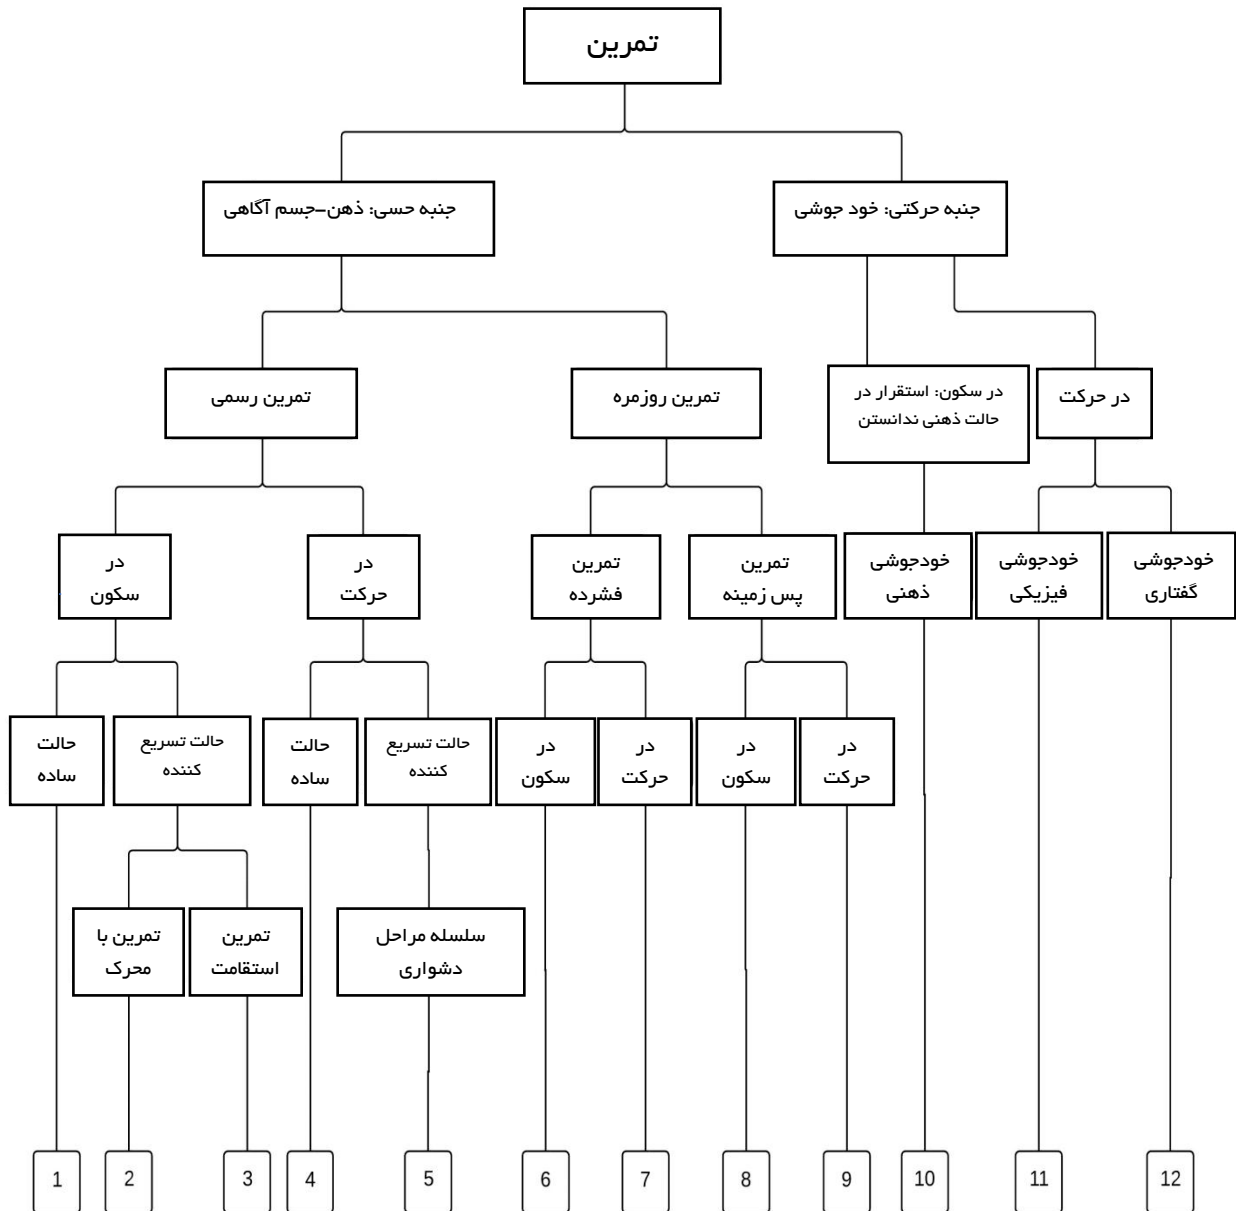 تمرین
جنبه حسی: ذهن-جسم آگاهی
جنبه حرکتی: خود جوشی
تمرین رسمی
تمرین روزمره
در سکون: استقرار در
حالت ذهنی ندانستن
در حرکت
در
سکون
در
حرکت
تمرین
فشرده
تمرین
پس زمینه
خودجوشی
ذهنی
خودجوشی
فیزیکی
خودجوشی
گفتاری
حالت
ساده
حالت تسریع
کننده
حالت
ساده
حالت تسریع
کننده
در
سکون
در
حرکت
در
سکون
در
حرکت
تمرین با
محرک
تمرین
استقامت
سلسله مراحل
دشواری
1
2
3
4
5
6
7
8
9
10
11
12